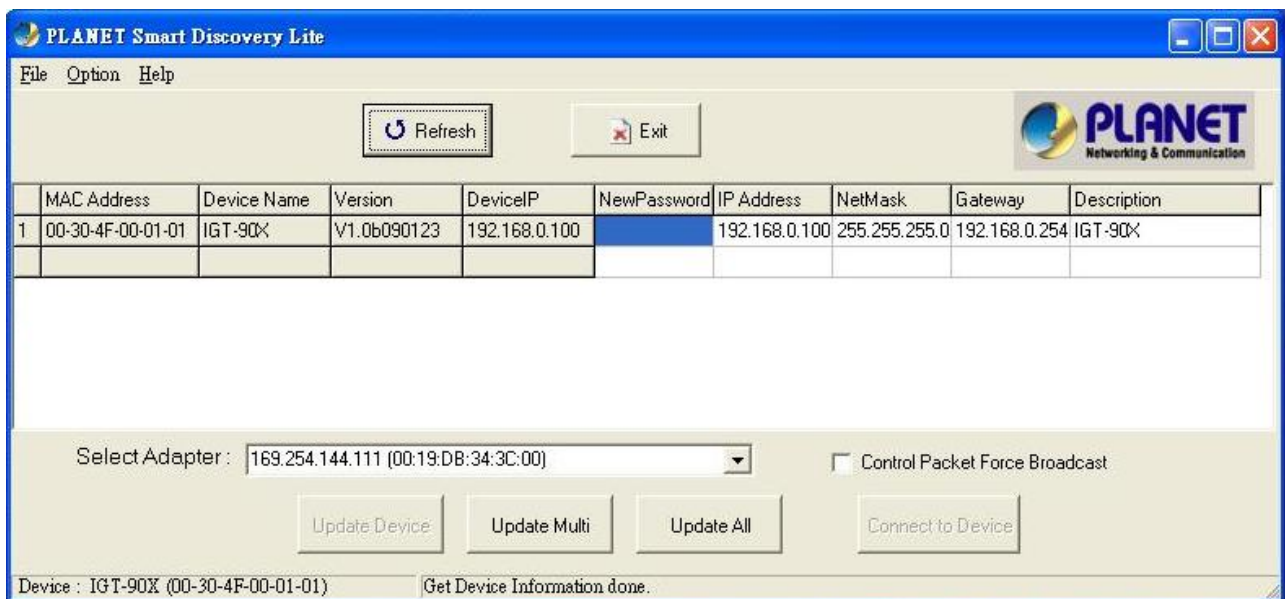 PLANET Smart Discovery Lite
File Option Help
Refresh
Exit
PLANET
Networking & Communication
MAC Address Device Name Version DeviceIP NewPassword IP Address NetMask Gateway Description
1 00-30-4F-00-01-01 IGT-90X V1.0b090123 192.168.0.100 192.168.0.100 255.255.255.0 192.168.0.254 IGT-90X
Select Adapter : 169.254.144.111 (00:19:DB:34:3C:00) Control Packet Force Broadcast
Update Device Update Multi Update All Connect to Device
Device : IGT-90X (00-30-4F-00-01-01) Get Device Information done.